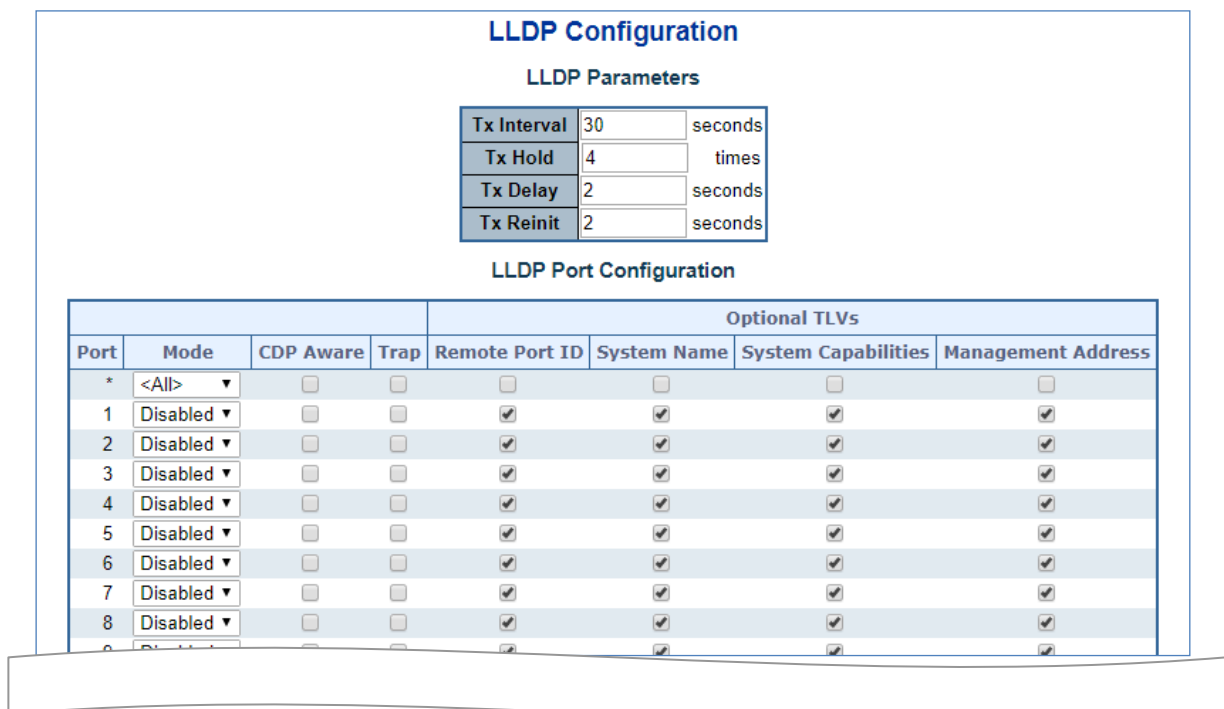 LLDP Configuration
LLDP Parameters
Tx Interval 30 seconds
Tx Hold 4 times
Tx Delay 2 seconds
Tx Reinit 2 seconds
LLDP Port Configuration
Optional TLVs
Port Mode CDP Aware Trap Remote Port ID System Name System Capabilities Management Address
* <All>
1 Disabled
2 Disabled
3 Disabled
4 Disabled
5 Disabled
6 Disabled
7 Disabled
8 Disabled